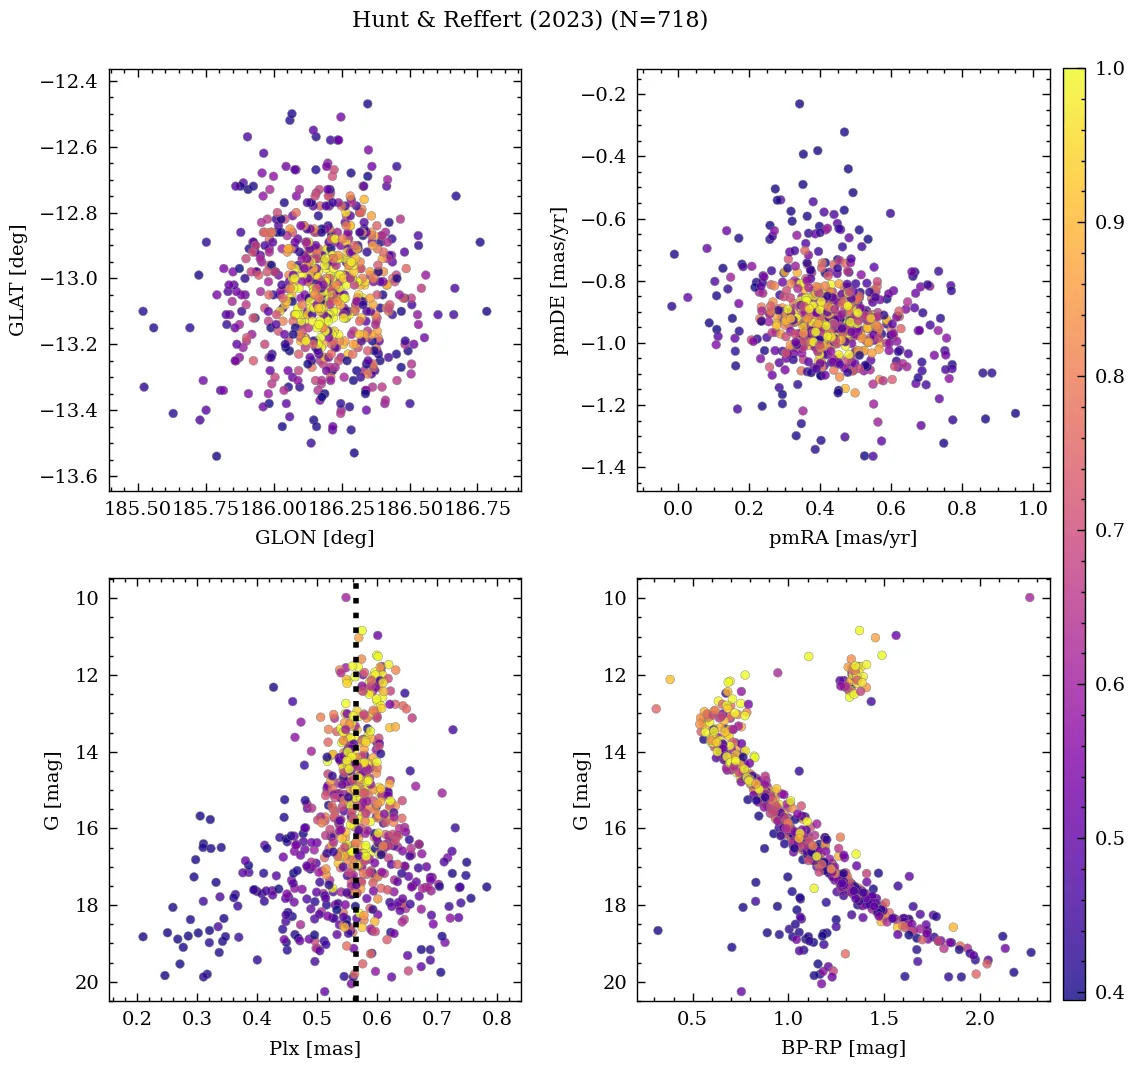 Hunt & Reffert (2023) (N=718)
−12.4
−12.6
−12.8
−13.0
−13.2
−13.4
−13.6
GLAT [deg]
185.50 185.75 186.00 186.25 186.50 186.75
GLON [deg]
−0.2
−0.4
−0.6
−0.8
−1.0
−1.2
−1.4
pmDE [mas/yr]
0.0 0.2 0.4 0.6 0.8 1.0
pmRA [mas/yr]
10
12
14
16
18
20
G [mag]
0.2 0.3 0.4 0.5 0.6 0.7 0.8
Plx [mas]
10
12
14
16
18
20
G [mag]
0.5 1.0 1.5 2.0
BP-RP [mag]
1.0
0.9
0.8
0.7
0.6
0.5
0.4